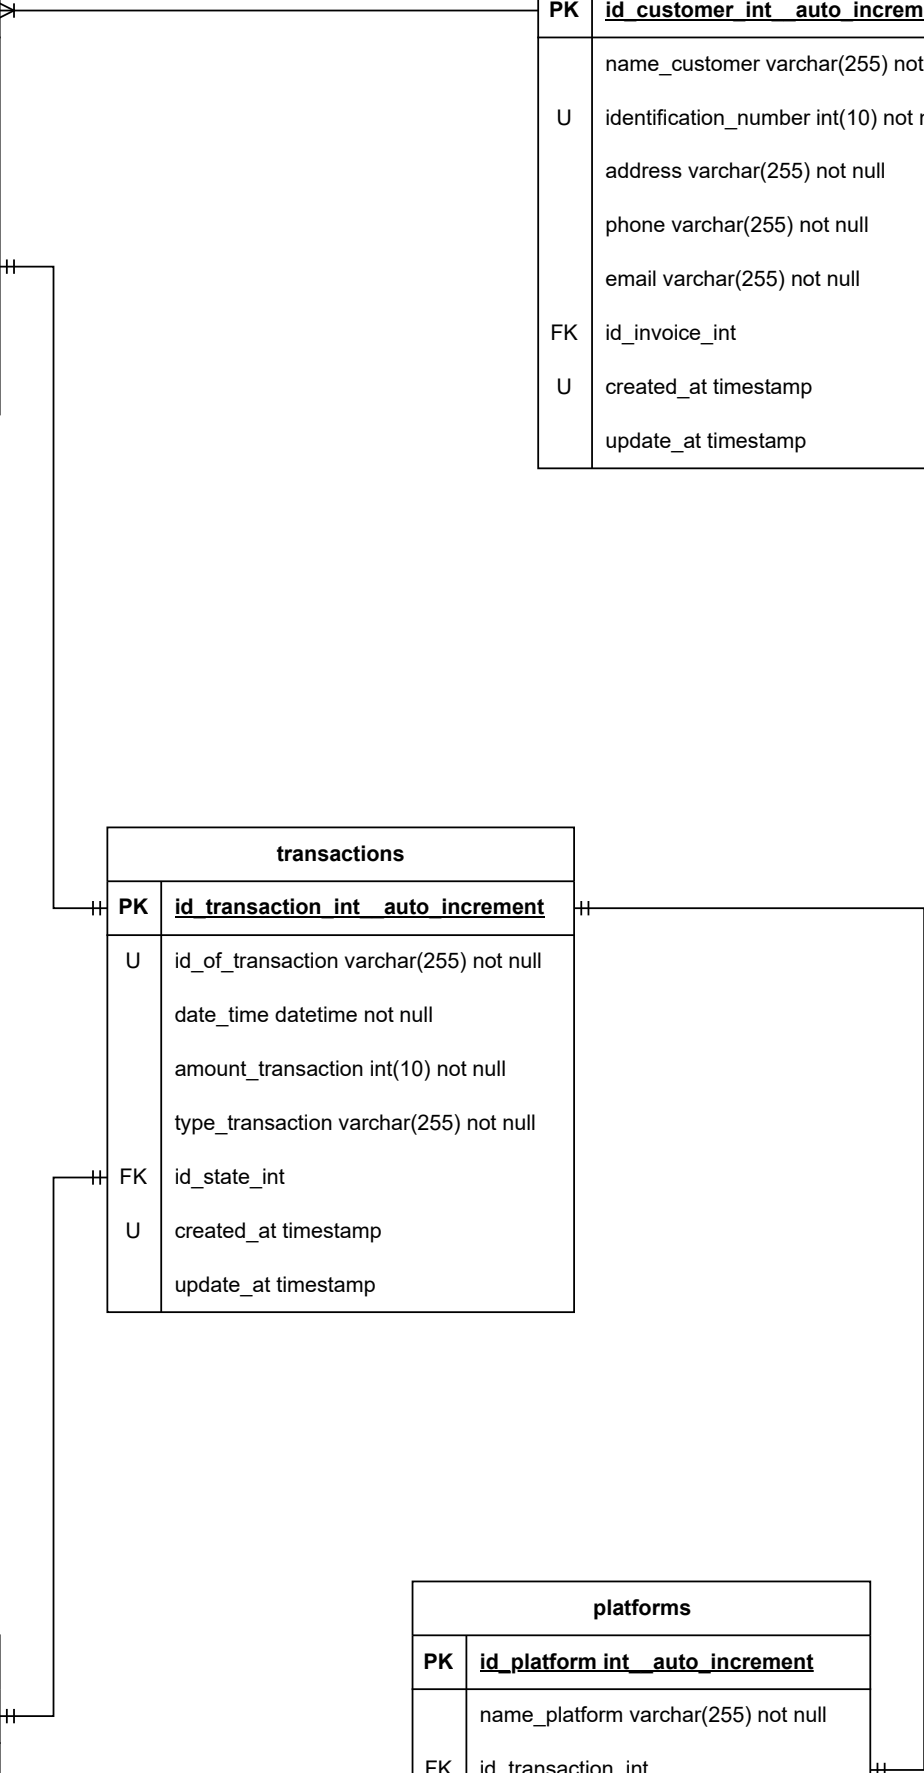 PK id_customer_int__auto_increm
name_customer varchar(255) not
U identification_number int(10) not
address varchar(255) not null
phone varchar(255) not null
email varchar(255) not null
FK id_invoice_int
U created_at timestamp
update_at timestamp
transactions
PK id_transaction_int__auto_increment
U id_of_transaction varchar(255) not null
date_time datetime not null
amount_transaction int(10) not null
type_transaction varchar(255) not null
FK id_state_int
U created_at timestamp
update_at timestamp
platforms
PK id_platform int__auto_increment
name_platform varchar(255) not null
FK id_transaction_int